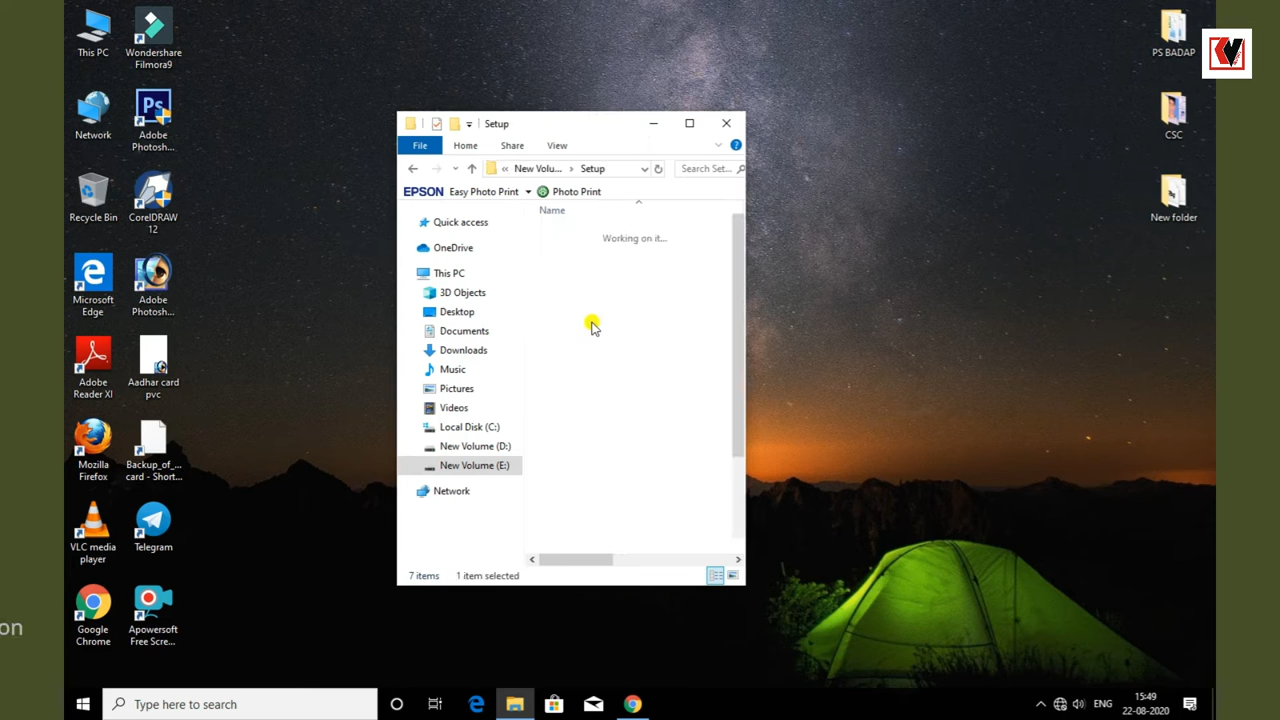 This PC
Wondershare
Filmora9
Network
Adobe
Photosh...
Recycle Bin
CorelDRAW
12
Microsoft
Edge
Adobe
Photosh...
Adobe
Reader XI
Aadhar card
pvc
Mozilla
Firefox
Backup_of_...
card - Short...
VLC media
player
Telegram
Google
Chrome
Apowersoft
Free Scre...
on
Setup
File
Home
Share
View
« New Volu... > Setup
Search Set...
EPSON Easy Photo Print
Photo Print
Name
Working on it...
Quick access
OneDrive
This PC
3D Objects
Desktop
Documents
Downloads
Music
Pictures
Videos
Local Disk (C:)
New Volume (D:)
New Volume (E:)
Network
7 items
1 item selected
PS BADAP
CSC
New folder
Type here to search
ENG
15:49
22-08-2020